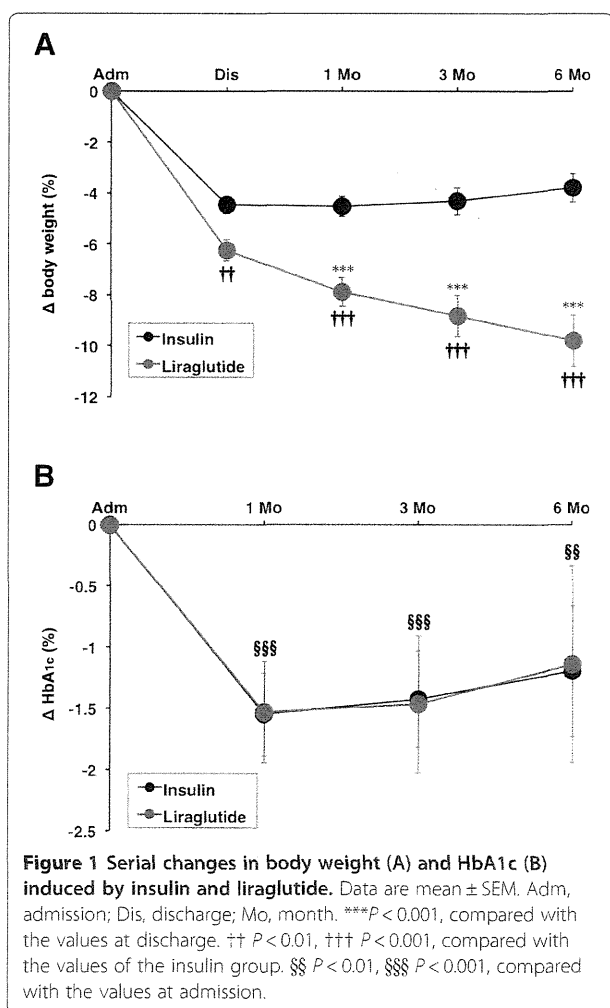 A
Adm Dis 1 Mo 3 Mo 6 Mo
0
-2
-4
-6
-8
-10
-12
Δ body weight (%)
††
***
†††
***
†††
***
†††
Insulin
Liraglutide
B
Adm 1 Mo 3 Mo 6 Mo
0
-0.5
-1
-1.5
-2
-2.5
Δ HbA1c (%)
§§§
§§§
§§
Insulin
Liraglutide
Figure 1 Serial changes in body weight (A) and HbA1c (B)
induced by insulin and liraglutide. Data are mean ± SEM. Adm,
admission; Dis, discharge; Mo, month. ***P < 0.001, compared with
the values at discharge. †† P < 0.01, ††† P < 0.001, compared with
the values of the insulin group. §§ P < 0.01, §§§ P < 0.001, compared
with the values at admission.